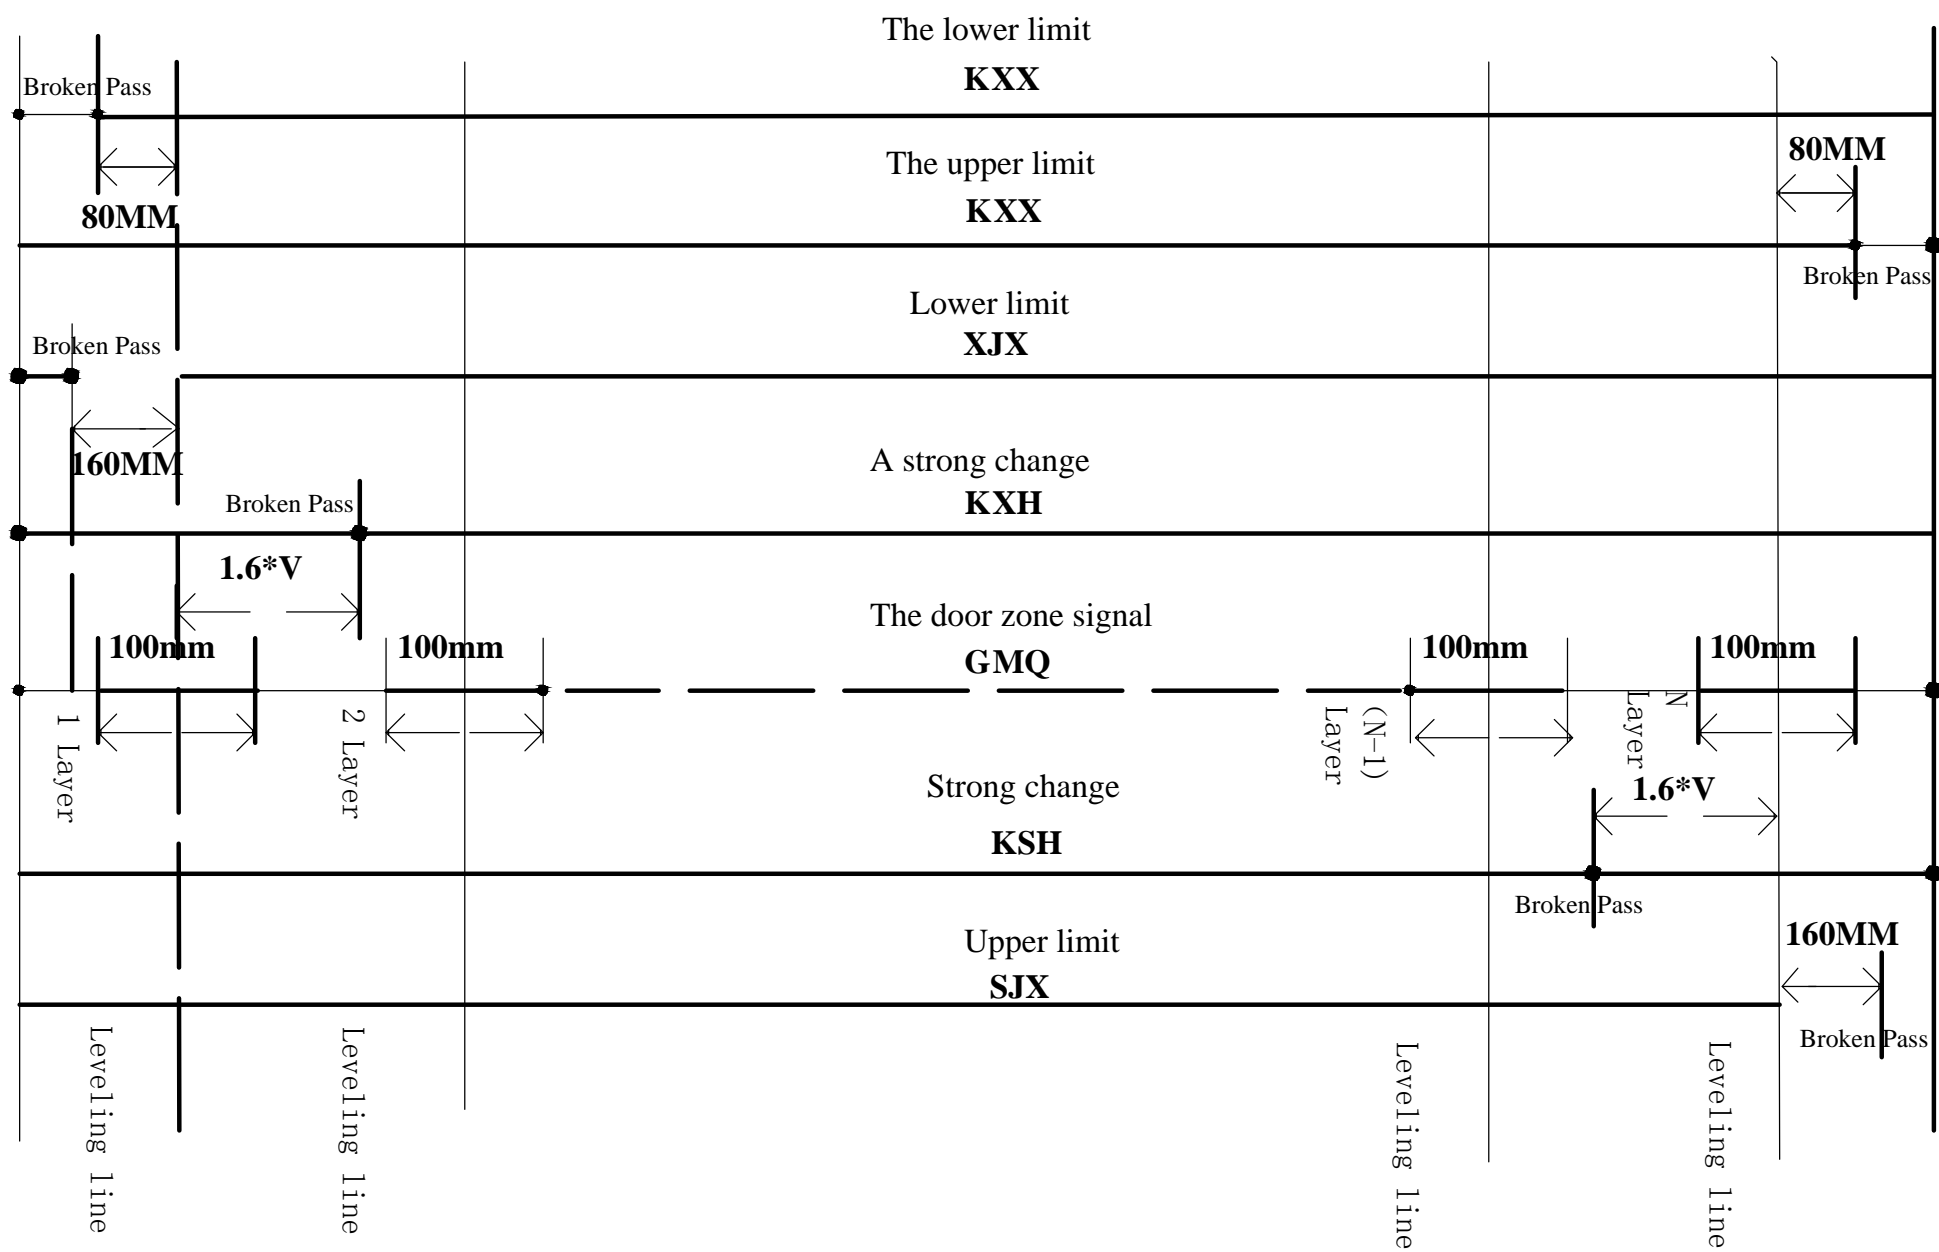 The lower limit
KXX
Broken Pass
80MM
The upper limit
KXX
80MM
Broken Pass
Lower limit
XJX
Broken Pass
160MM
A strong change
KXH
Broken Pass
1.6*V
The door zone signal
GMQ
100mm
100mm
100mm
100mm
1 Layer
2 Layer
(N-1)
Layer
N
Layer
Strong change
KSH
1.6*V
Broken Pass
Upper limit
SJX
160MM
Broken Pass
Leveling line
Leveling line
Leveling line
Leveling line